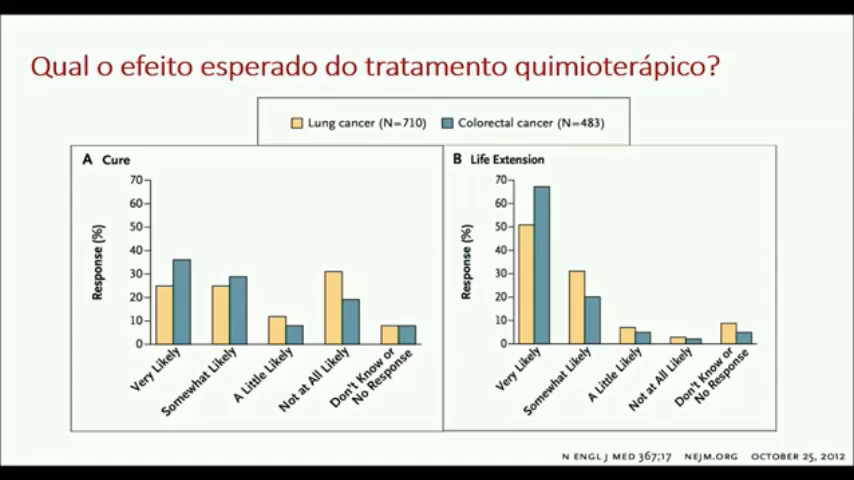 Qual o efeito esperado do tratamento quimioterápico?
Lung cancer (N=710) Colorectal cancer (N=483)
A Cure
Response (%)
70
60
50
40
30
20
10
0
Very Likely
Somewhat Likely
A Little Likely
Not at All Likely
Don't Know or
No Response
B Life Extension
Response (%)
70
60
50
40
30
20
10
0
Very Likely
Somewhat Likely
A Little Likely
Not at All Likely
Don't Know or
No Response
N ENGL J MED 367;17 NEJM.ORG OCTOBER 25, 2012